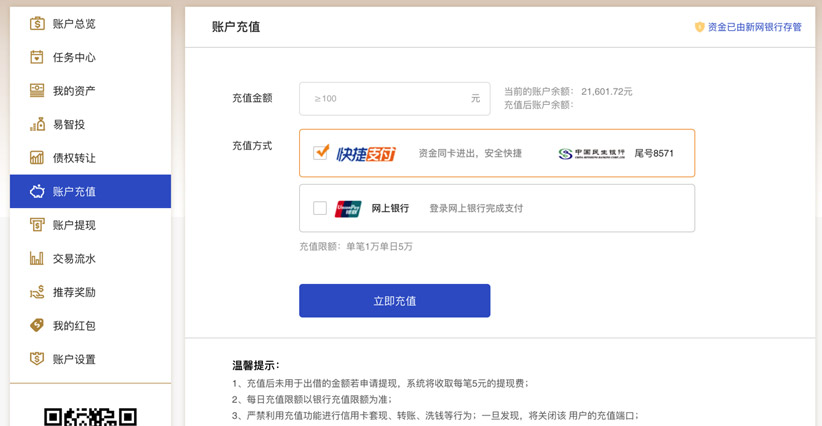 账户总览
任务中心
我的资产
易智投
债权转让
账户充值
账户提现
交易流水
推荐奖励
我的红包
账户设置
账户充值
资金已由新网银行存管
充值金额
≥100
元
当前的账户余额： 21,601.72元
充值后账户余额：
充值方式
快捷支付
资金同卡进出，安全快捷
中国民生银行
CHINA MINSHENG BANKING CORP.,LTD.
尾号8571
UnionPay
银联
网上银行
登录网上银行完成支付
充值限额：单笔1万单日5万
立即充值
温馨提示：
1、充值后未用于出借的金额若申请提现，系统将收取每笔5元的提现费；
2、每日充值限额以银行充值限额为准；
3、严禁利用充值功能进行信用卡套现、转账、洗钱等行为；一旦发现，将关闭该 用户的充值端口；